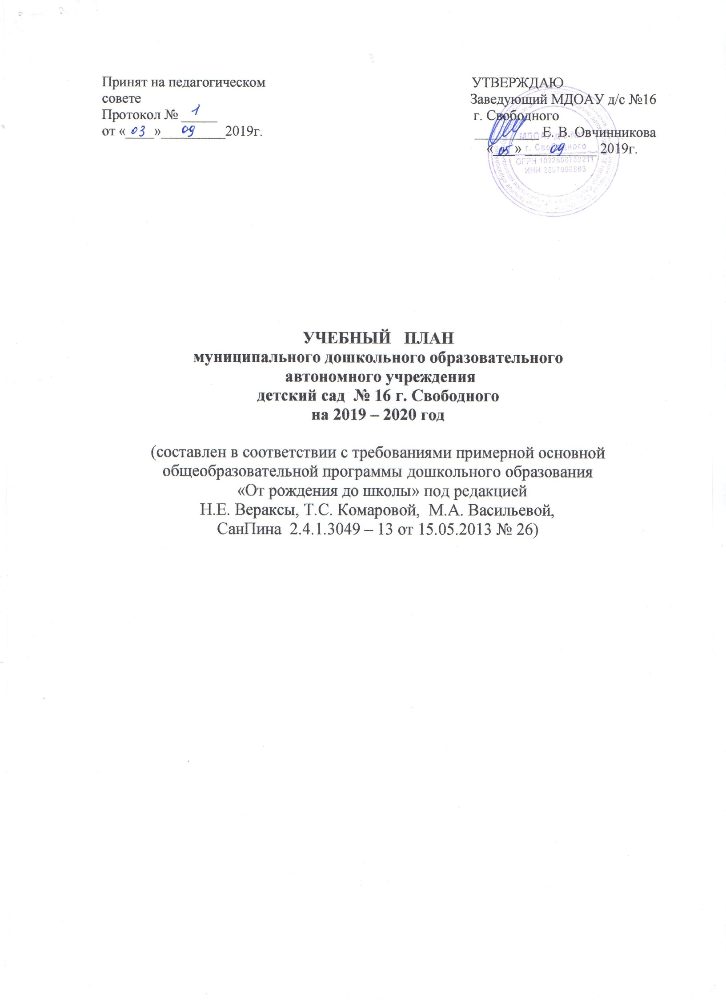 Принят на педагогическом
совете
Протокол № 1
от «03» 09 2019г.
УТВЕРЖДАЮ
Заведующий МДОАУ д/с №16
г. Свободного
Е. В. Овчинникова
«05» 09 2019г.
МДОАУ д/с
г. Свободного
ОГРН
ИНН
УЧЕБНЫЙ ПЛАН
муниципального дошкольного образовательного
автономного учреждения
детский сад № 16 г. Свободного
на 2019 – 2020 год
(составлен в соответствии с требованиями примерной основной
общеобразовательной программы дошкольного образования
«От рождения до школы» под редакцией
Н.Е. Вераксы, Т.С. Комаровой, М.А. Васильевой,
СанПина 2.4.1.3049 – 13 от 15.05.2013 № 26)